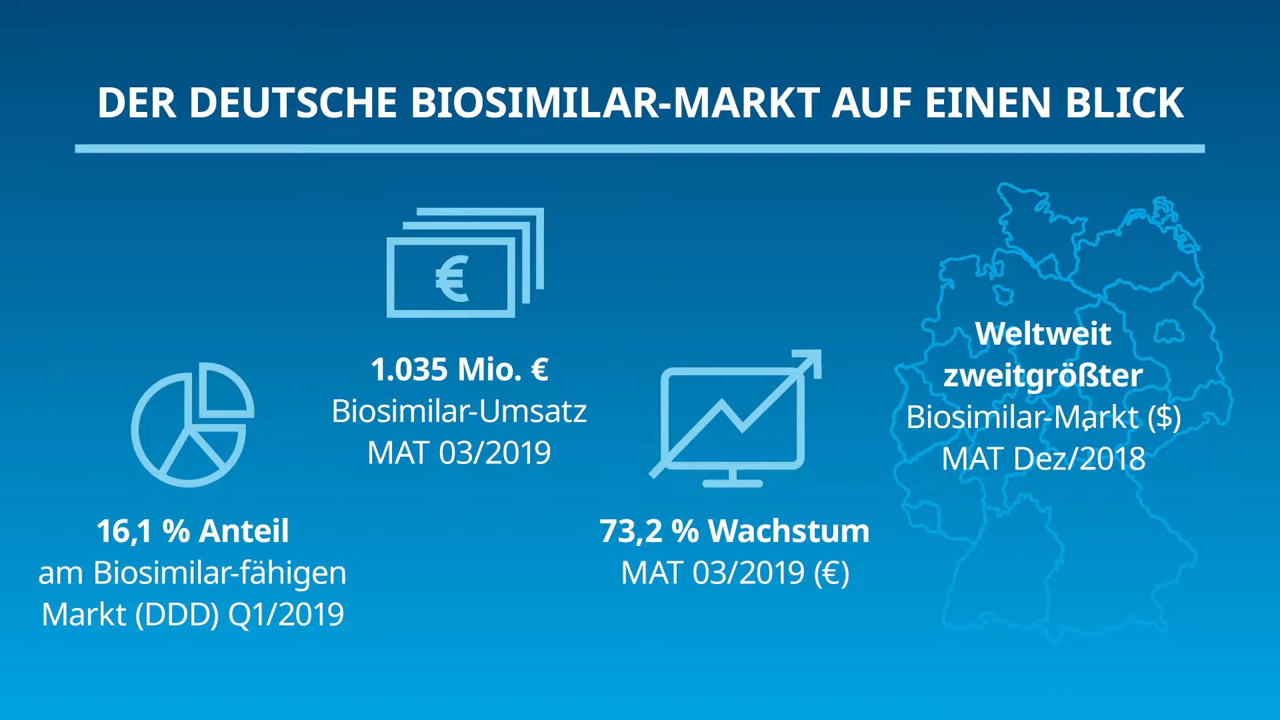 DER DEUTSCHE BIOSIMILAR-MARKT AUF EINEN BLICK
16,1 % Anteil
am Biosimilar-fähigen
Markt (DDD) Q1/2019
€
1.035 Mio. €
Biosimilar-Umsatz
MAT 03/2019
73,2 % Wachstum
MAT 03/2019 (€)
Weltweit
zweitgrößter
Biosimilar-Markt ($)
MAT Dez/2018